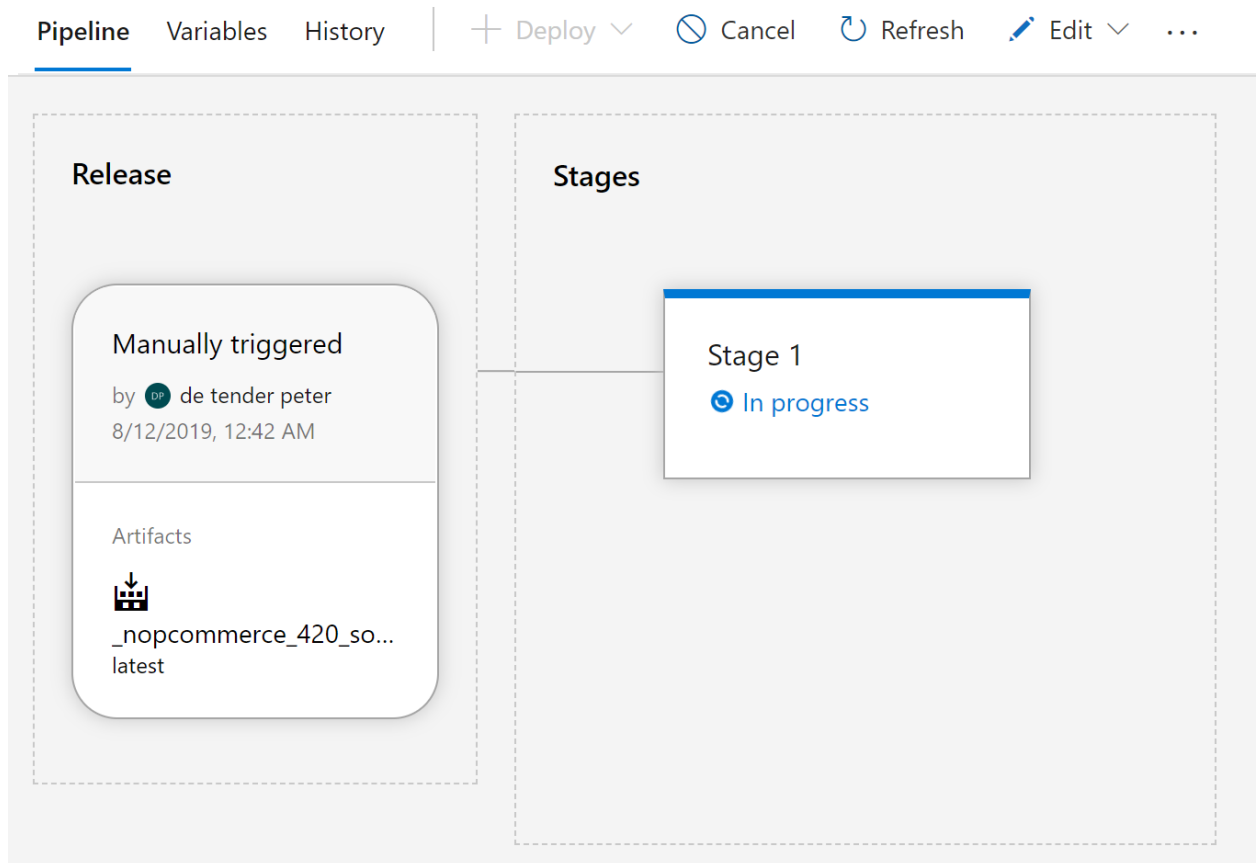 Pipeline Variables History Deploy Cancel Refresh Edit ...
Release
Stages
Manually triggered
by DP de tender peter
8/12/2019, 12:42 AM
Stage 1
In progress
Artifacts
_nopcommerce_420_so...
latest